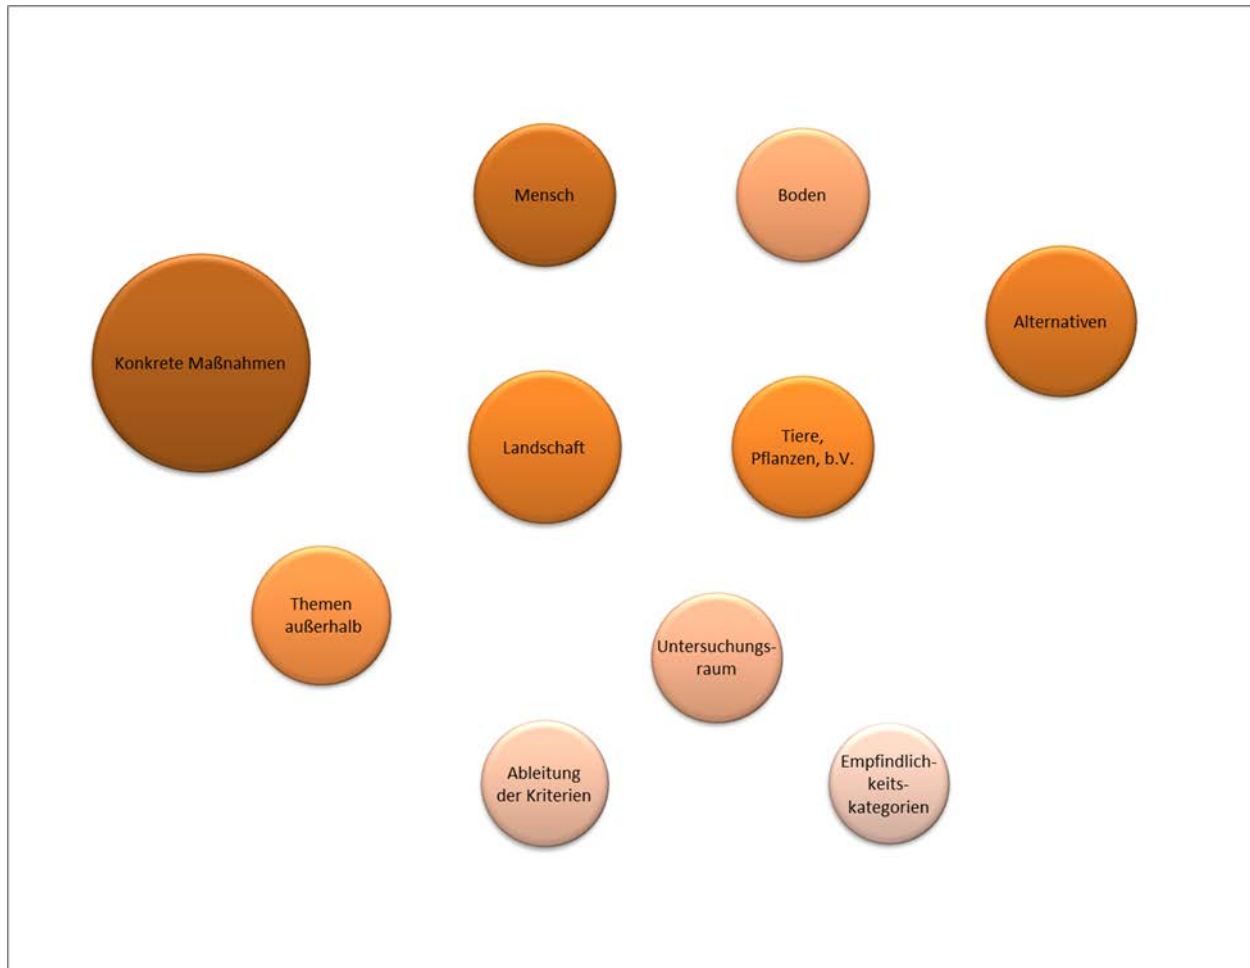 Mensch
Boden
Alternativen
Konkrete Maßnahmen
Landschaft
Tiere,
Pflanzen, b.V.
Themen
außerhalb
Untersuchungs-
raum
Ableitung
der Kriterien
Empfindlich-
keits-
kategorien